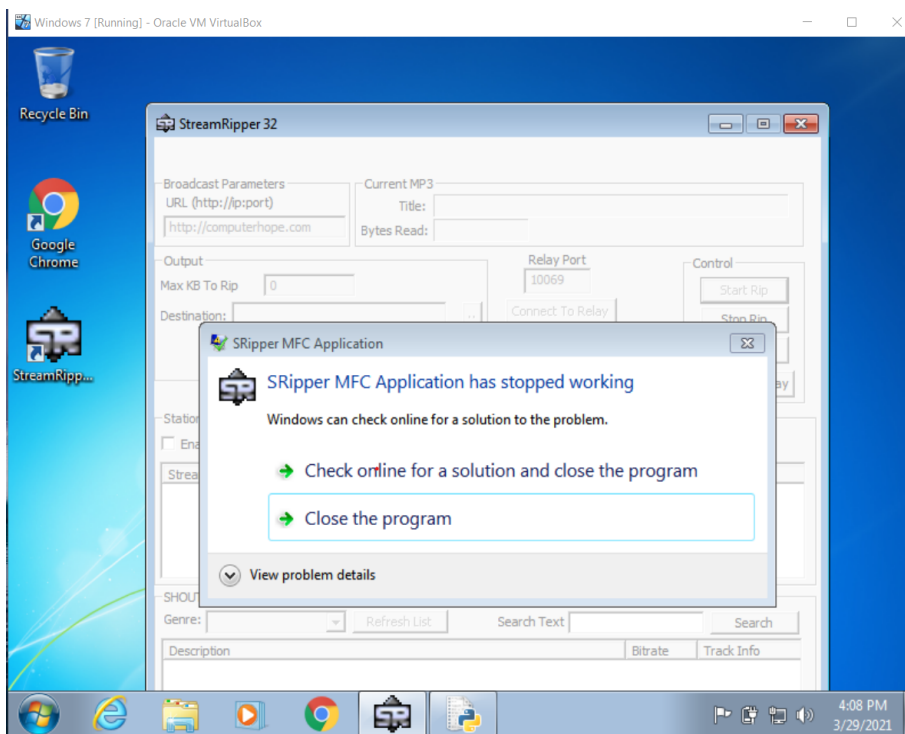 Windows 7 [Running] - Oracle VM VirtualBox
Recycle Bin
StreamRipper 32
Broadcast Parameters
URL (http://ip:port)
http://computerhope.com
Current MP3
Title:
Bytes Read:
Google
Chrome
Output
Max KB To Rip 0
Destination:
Relay Port
10069
Connect To Relay
Control
Start Rip
Stop Rip
StreamRipp...
SRipper MFC Application
SRipper MFC Application has stopped working
Windows can check online for a solution to the problem.
Check online for a solution and close the program
Close the program
View problem details
Genre:
Refresh List
Search Text
Search
Description
Bitrate
Track Info
4:08 PM
3/29/2021